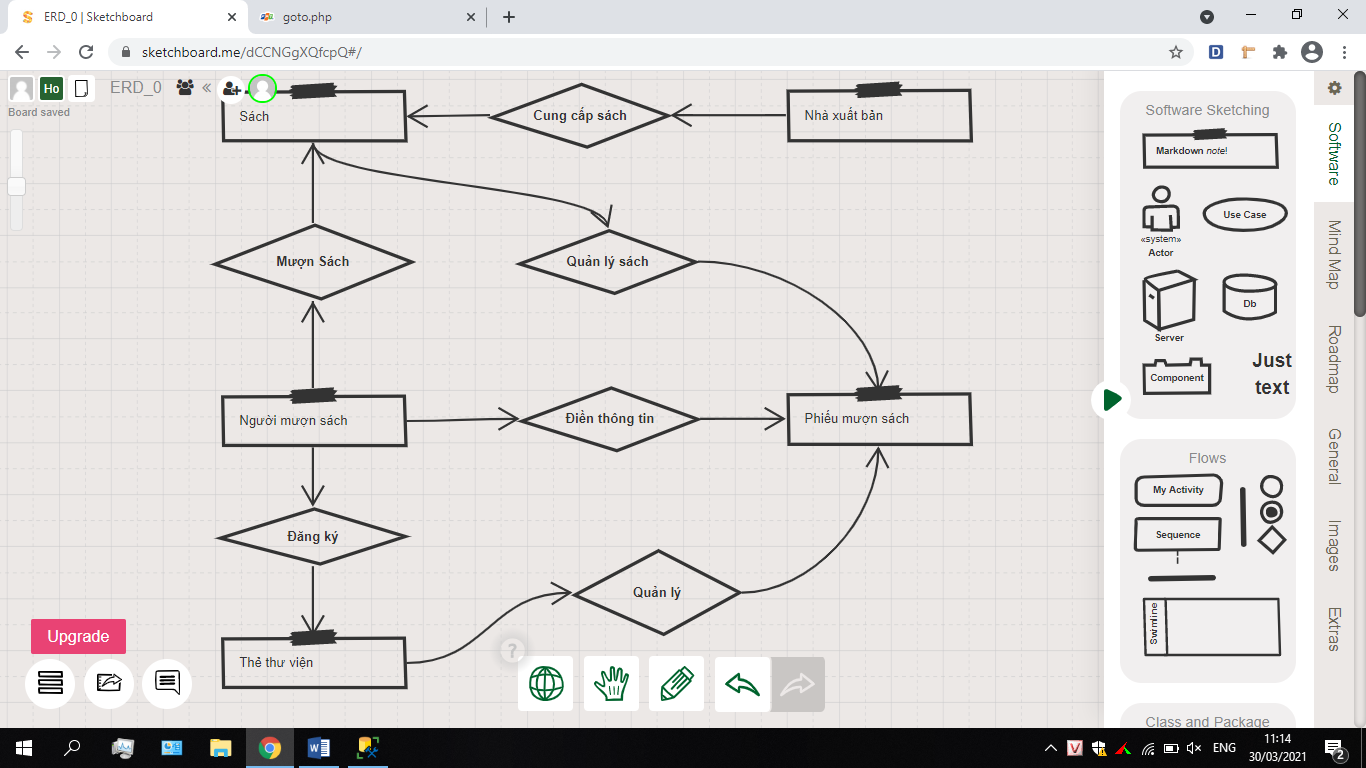 ERD_0 | Sketchboard
goto.php
sketchboard.me/dCCNGgXQfcpQ#/
Ho
ERD_0
Board saved
Sách
Cung cấp sách
Nhà xuất bản
Mượn Sách
Quản lý sách
Người mượn sách
Điền thông tin
Phiếu mượn sách
Đăng ký
Quản lý
Thẻ thư viện
Upgrade
?
Software Sketching
Markdown note!
Use Case
«system»
Actor
Server
Db
Component
Just
text
Flows
My Activity
Sequence
Swimline
Class and Package
Software
Mind Map
Roadmap
General
Images
Extras
ENG
11:14
30/03/2021
2